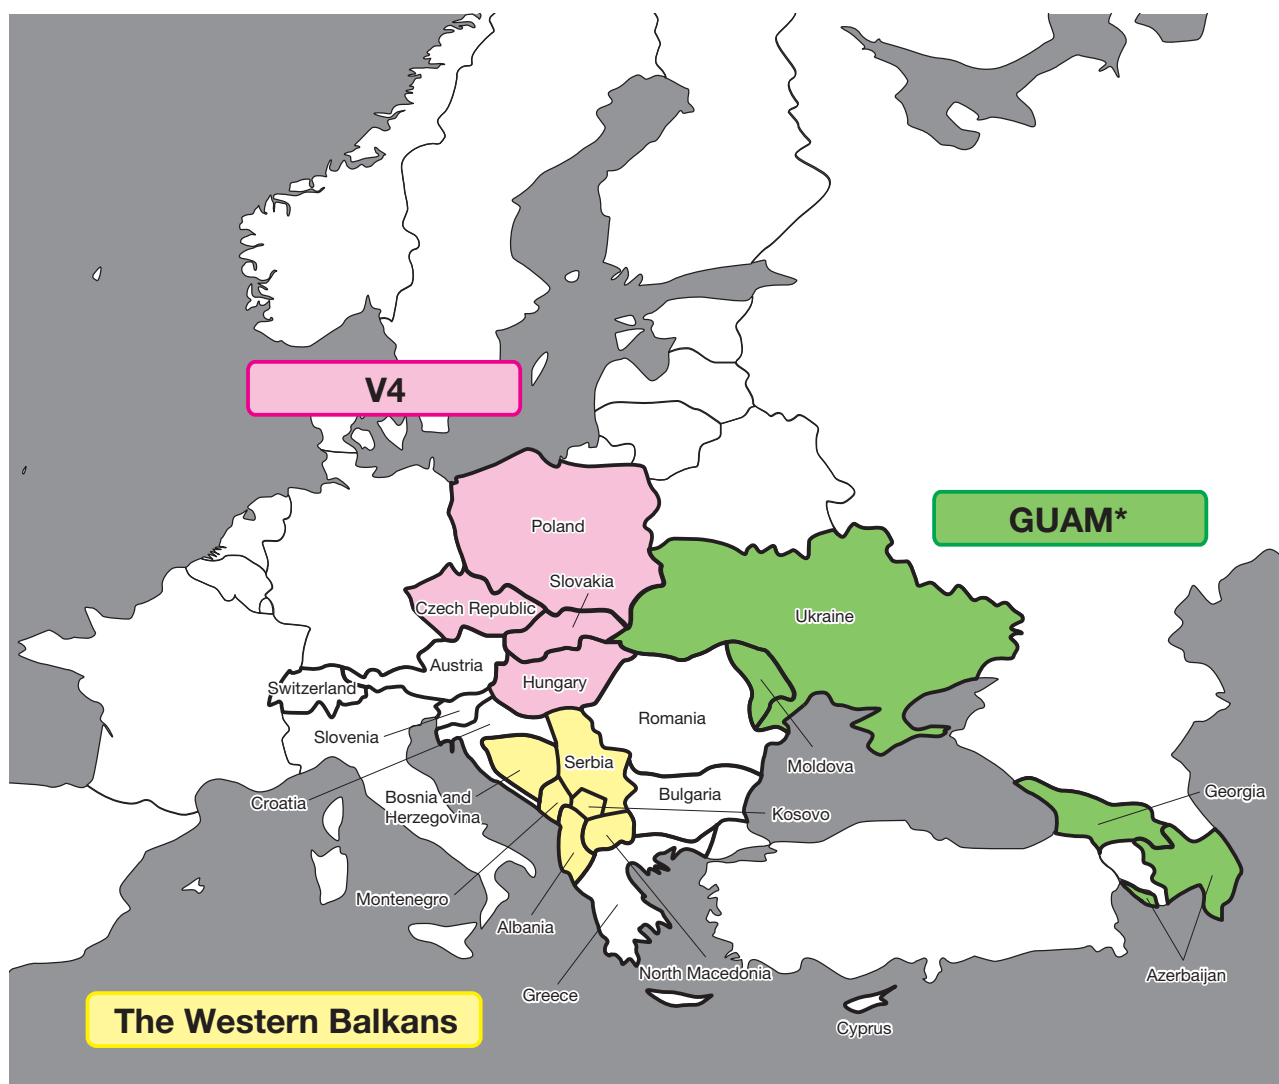 V4
GUAM*
Poland
Slovakia
Czech Republic
Ukraine
Austria
Hungary
Switzerland
Romania
Slovenia
Serbia
Moldova
Bulgaria
Georgia
Croatia
Bosnia and
Herzegovina
Kosovo
Montenegro
Albania
North Macedonia
Azerbaijan
Greece
The Western Balkans
Cyprus